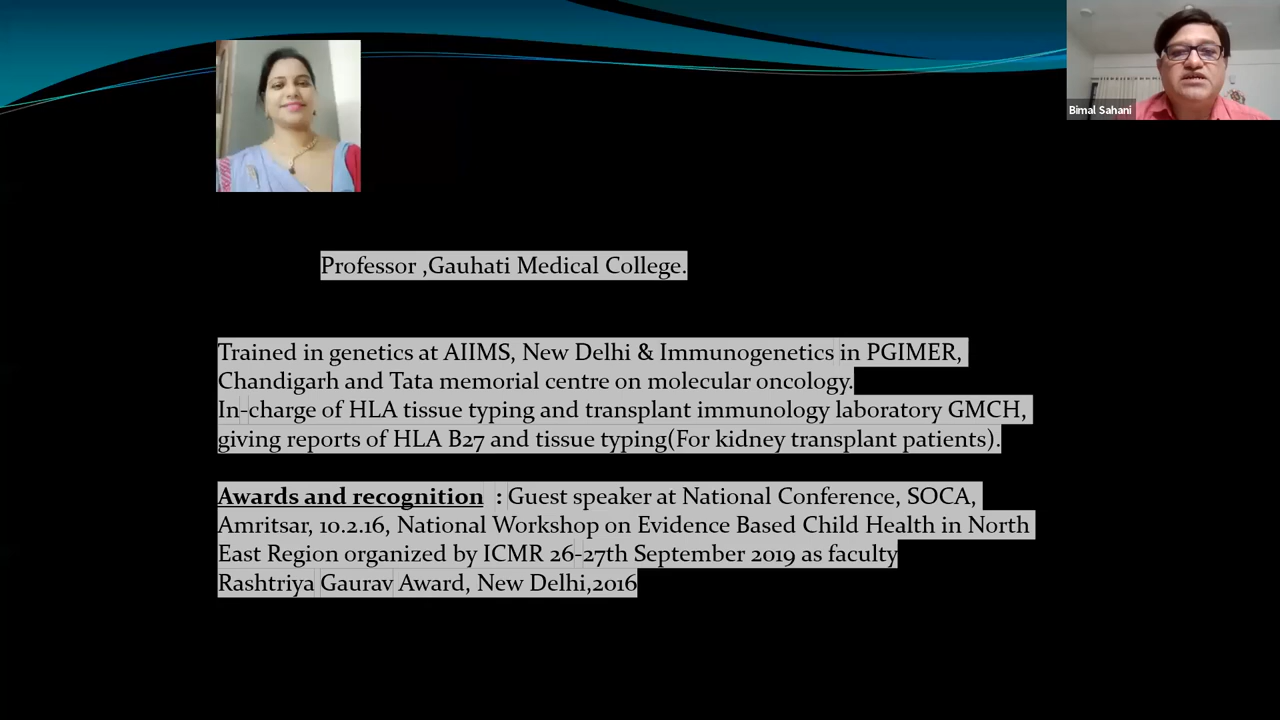 Bimal Sahani
Professor ,Gauhati Medical College.
Trained in genetics at AIIMS, New Delhi & Immunogenetics in PGIMER,
Chandigarh and Tata memorial centre on molecular oncology.
In-charge of HLA tissue typing and transplant immunology laboratory GMCH,
giving reports of HLA B27 and tissue typing(For kidney transplant patients).
Awards and recognition : Guest speaker at National Conference, SOCA,
Amritsar, 10.2.16, National Workshop on Evidence Based Child Health in North
East Region organized by ICMR 26-27th September 2019 as faculty
Rashtriya Gaurav Award, New Delhi,2016